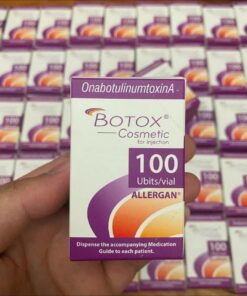 OnabotulinumtoxinA
BOTOX®
Cosmetic
for injection
100
Ubits/vial
ALLERGAN®
Dispense the accompanying Medication
Guide to each patient.